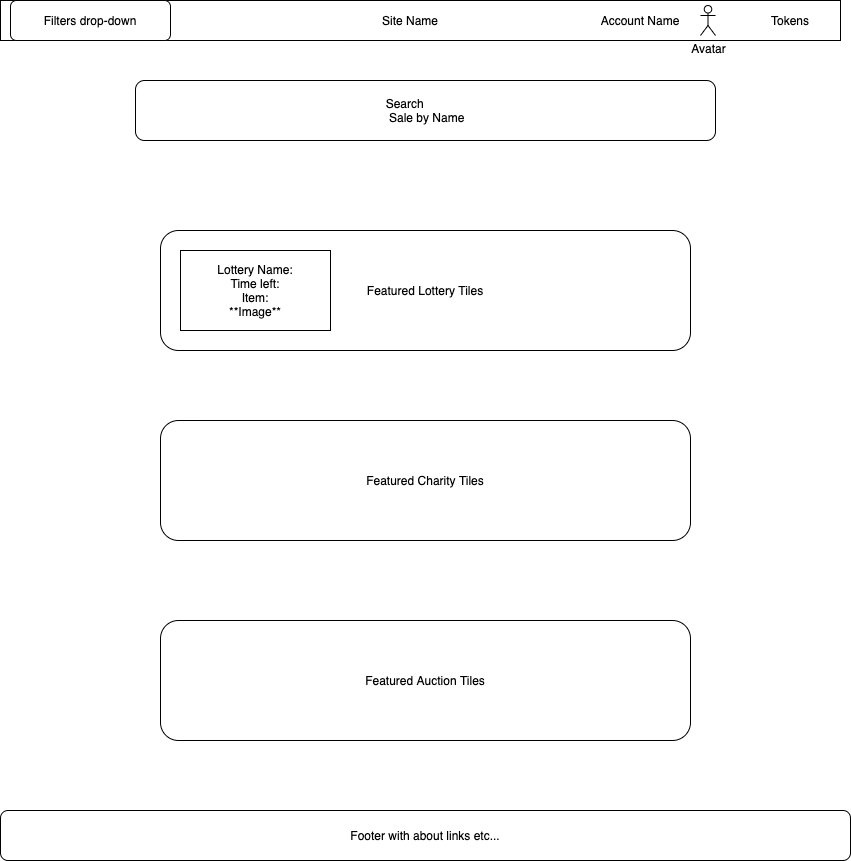 Filters drop-down
Site Name
Account Name
Tokens
Avatar
Search
Sale by Name
Lottery Name:
Time left:
Item:
**Image**
Featured Lottery Tiles
Featured Charity Tiles
Featured Auction Tiles
Footer with about links etc...